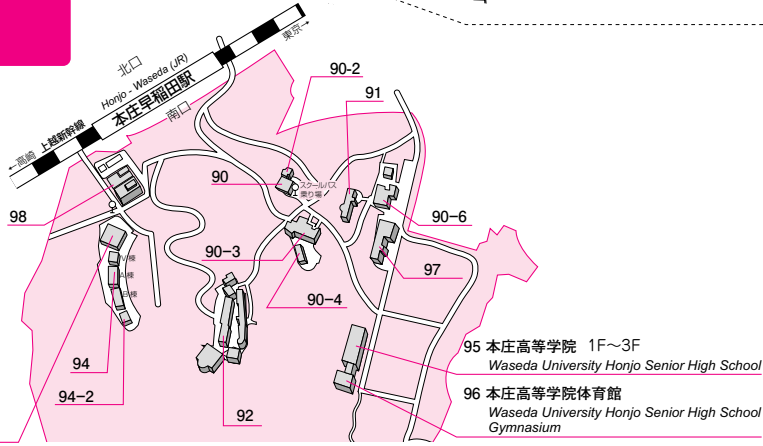 東京→
北口
Honjo - Waseda (JR)
本庄早稲田駅
南口
←高崎 上越新幹線
90-2
91
90
スクールバス
乗り場
98
90-6
90-3
97
90-4
95 本庄高等学院 1F～3F
Waseda University Honjo Senior High School
94
96 本庄高等学院体育館
Waseda University Honjo Senior High School
Gymnasium
94-2
92